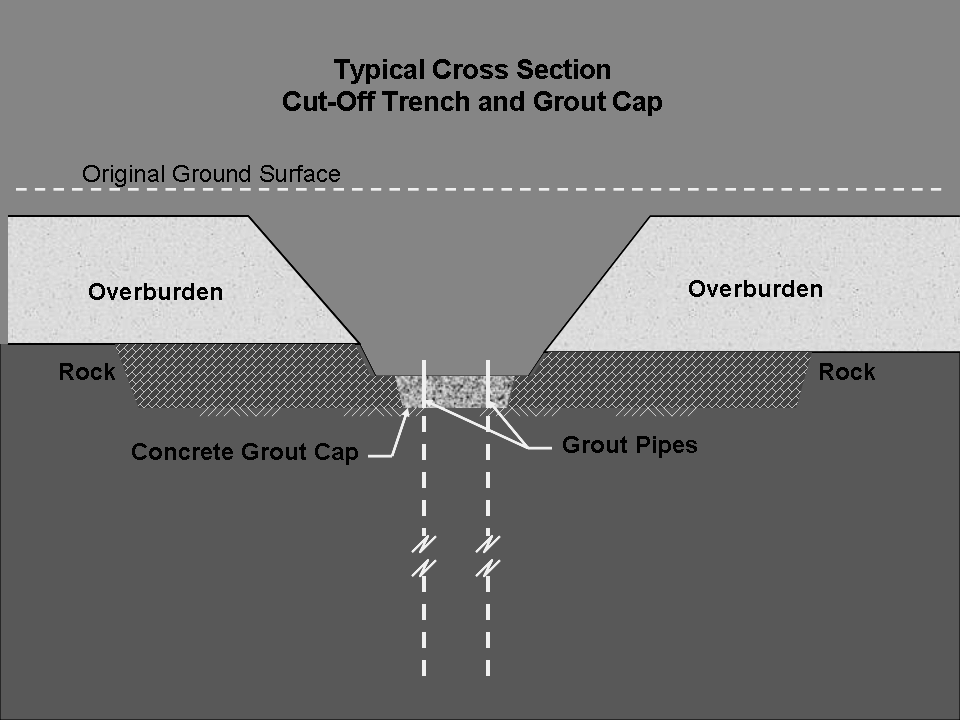 Typical Cross Section
Cut-Off Trench and Grout Cap
Original Ground Surface
Overburden
Overburden
Rock
Rock
Concrete Grout Cap
Grout Pipes